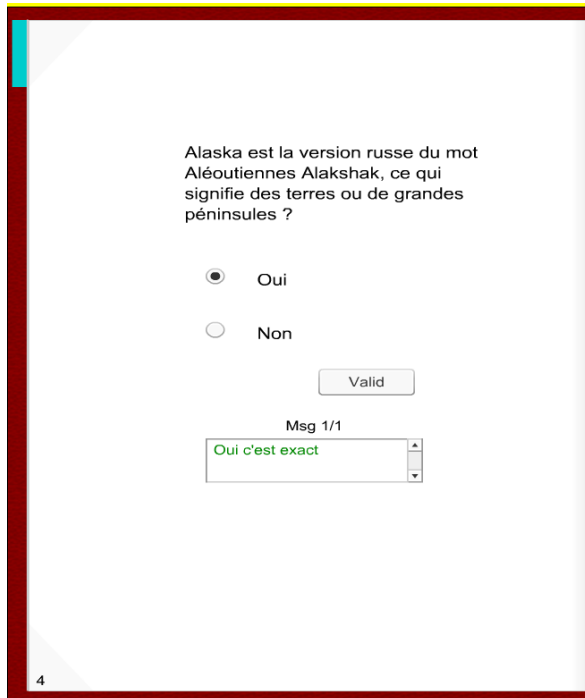 Alaska est la version russe du mot
Aléoutiennes Alakshak, ce qui
signifie des terres ou de grandes
péninsules ?
Oui
Non
Valid
Msg 1/1
Oui c'est exact
4